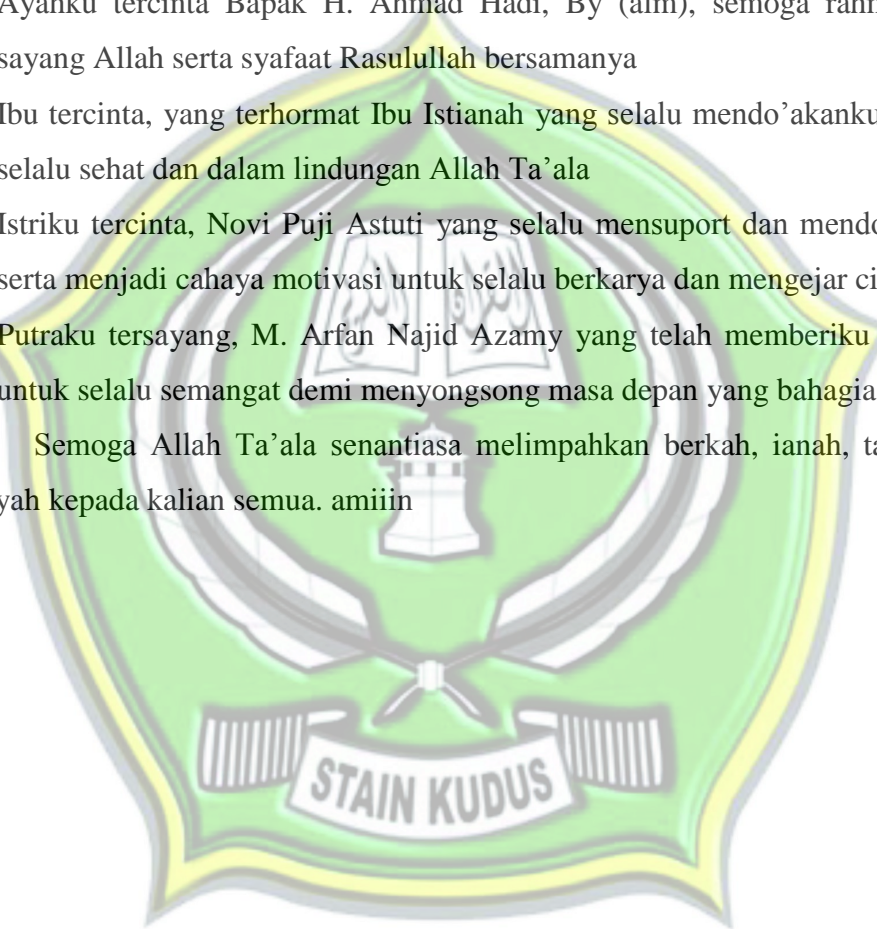 Ayahku tercinta Bapak H. Ahmad Hadi, By (alm), semoga
sayang Allah serta syafaat Rasulullah bersamanya
Ibu tercinta, yang terhormat Ibu Istianah yang selalu mendo’akanku
selalu sehat dan dalam lindungan Allah Ta’ala
Istriku tercinta, Novi Puji Astuti yang selalu mensuport dan
serta menjadi cahaya motivasi untuk selalu berkarya dan mengejar
Putraku tersayang, M. Arfan Najid Azamy yang telah memberiku
untuk selalu semangat demi menyongsong masa depan yang bahagia
Semoga Allah Ta’ala senantiasa melimpahkan berkah, ianah,
yah kepada kalian semua. amiiin
STAIN KUDUS